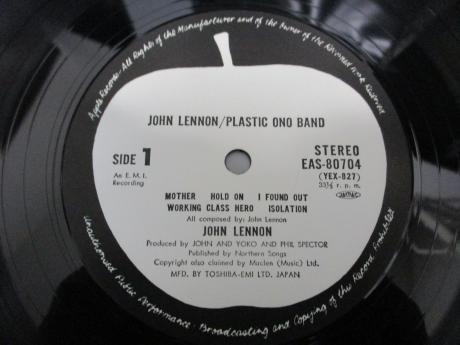 Apple Records - All Rights of the Manufacturer and of the Owner of the Recorded Work Reserved
JOHN LENNON/PLASTIC ONO BAND
SIDE 1
STEREO
EAS-80704
(YEX-827)
33⅓ r. p. m.
An E. M. I.
Recording
MOTHER HOLD ON I FOUND OUT
WORKING CLASS HERO ISOLATION
All composed by: John Lennon
JOHN LENNON
Produced by JOHN AND YOKO AND PHIL SPECTOR
Published by Northern Songs
Copyright also claimed by Maclen (Music) Ltd.
MFD. BY TOSHIBA-EMI LTD. JAPAN
Unauthorised Public Performance. Broadcasting and Copying of this Record Prohibited